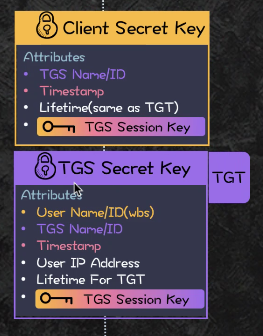 Client Secret Key
Attributes
TGS Name/ID
Timestamp
Lifetime(same as TGT)
TGS Session Key
TGS Secret Key
TGT
Attributes
User Name/ID(wbs)
TGS Name/ID
Timestamp
User IP Address
Lifetime For TGT
TGS Session Key